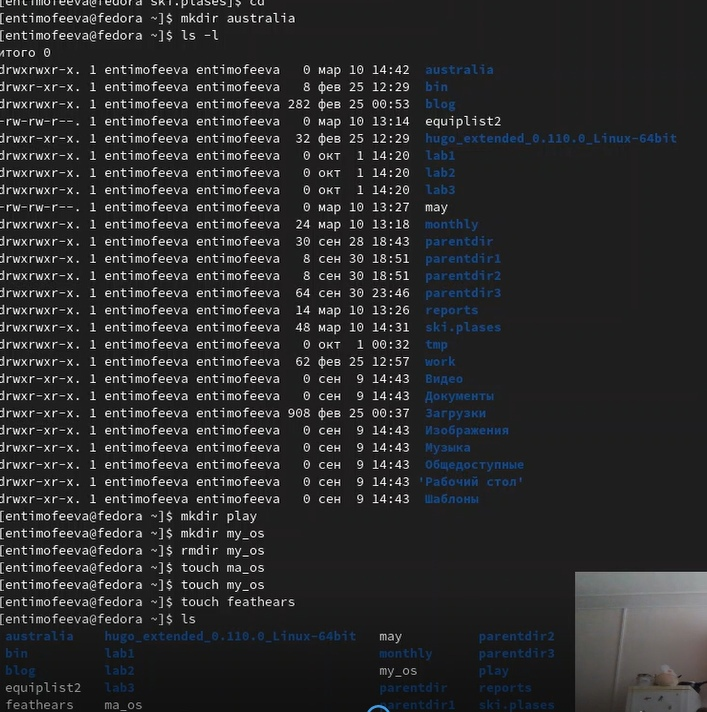 [entimofeeva@fedora ski.plases]$ cd
[entimofeeva@fedora ~]$ mkdir australia
[entimofeeva@fedora ~]$ ls -l
итого 0
drwxrwxr-x. 1 entimofeeva entimofeeva   0 мар 10 14:42  australia
drwxr-xr-x. 1 entimofeeva entimofeeva   8 фев 25 12:29  bin
drwxrwxr-x. 1 entimofeeva entimofeeva 282 фев 25 00:53  blog
-rw-rw-r--. 1 entimofeeva entimofeeva   0 мар 10 13:14  equiplist2
drwxrwxr-xr-x. 1 entimofeeva entimofeeva  32 фев 25 12:29  hugo_extended_0.110.0_Linux-64bit
drwxrwxr-x. 1 entimofeeva entimofeeva   0 окт  1 14:20  lab1
drwxrwxr-x. 1 entimofeeva entimofeeva   0 окт  1 14:20  lab2
drwxrwxr-x. 1 entimofeeva entimofeeva   0 окт  1 14:20  lab3
-rw-rw-r--. 1 entimofeeva entimofeeva   0 мар 10 13:27  may
drwxrwxr-x. 1 entimofeeva entimofeeva  24 мар 10 13:18  monthly
drwxrwxr-x. 1 entimofeeva entimofeeva  30 сен 28 18:43  parentdir
drwxrwxr-x. 1 entimofeeva entimofeeva   8 сен 30 18:51  parentdir1
drwxrwxr-x. 1 entimofeeva entimofeeva   8 сен 30 18:51  parentdir2
drwxrwxr-x. 1 entimofeeva entimofeeva  64 сен 30 23:46  parentdir3
drwxrwxr-x. 1 entimofeeva entimofeeva  14 мар 10 13:26  reports
drwxrwxr-x. 1 entimofeeva entimofeeva  48 мар 10 14:31  ski.plases
drwxrwxr-x. 1 entimofeeva entimofeeva   0 окт  1 00:32  tmp
drwxrwxr-x. 1 entimofeeva entimofeeva  62 фев 25 12:57  work
drwxr-xr-x. 1 entimofeeva entimofeeva   0 сен  9 14:43  Видео
drwxr-xr-x. 1 entimofeeva entimofeeva   0 сен  9 14:43  Документы
drwxr-xr-x. 1 entimofeeva entimofeeva 908 фев 25 00:37  Загрузки
drwxr-xr-x. 1 entimofeeva entimofeeva   0 сен  9 14:43  Изображения
drwxr-xr-x. 1 entimofeeva entimofeeva   0 сен  9 14:43  Музыка
drwxr-xr-x. 1 entimofeeva entimofeeva   0 сен  9 14:43  Общедоступные
drwxr-xr-x. 1 entimofeeva entimofeeva   0 сен  9 14:43 'Рабочий стол'
drwxr-xr-x. 1 entimofeeva entimofeeva   0 сен  9 14:43  Шаблоны
[entimofeeva@fedora ~]$ mkdir play
[entimofeeva@fedora ~]$ mkdir my_os
[entimofeeva@fedora ~]$ rmdir my_os
[entimofeeva@fedora ~]$ touch ma_os
[entimofeeva@fedora ~]$ touch my_os
[entimofeeva@fedora ~]$ touch feathears
[entimofeeva@fedora ~]$ ls
australia   hugo_extended_0.110.0_Linux-64bit   may   parentdir2
bin   lab1   monthly   parentdir3
blog   lab2   my_os   play
equiplist2   lab3   parentdir   reports
feathears   ma_os   parentdir1   ski.plases